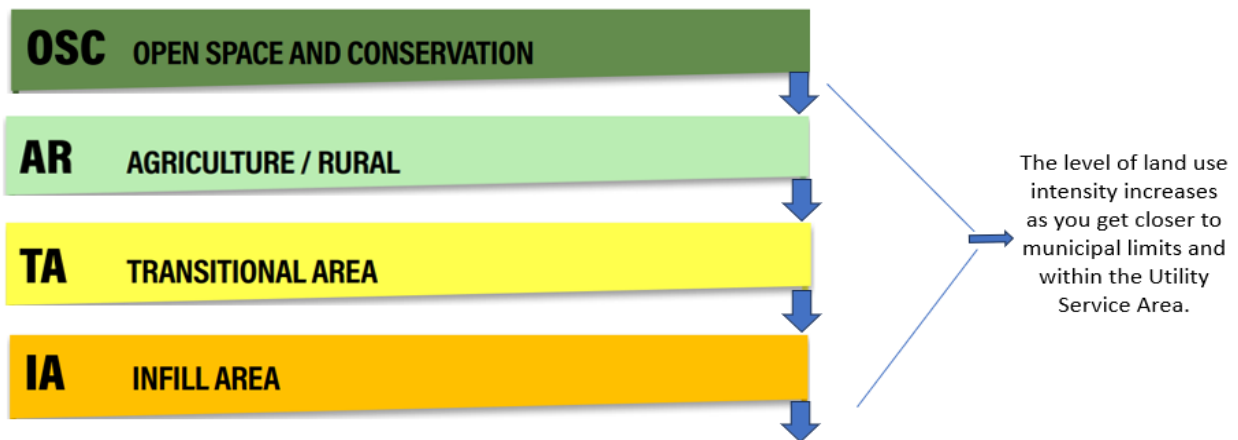 OSC OPEN SPACE AND CONSERVATION
AR AGRICULTURE / RURAL
TA TRANSITIONAL AREA
IA INFILL AREA
The level of land use
intensity increases
as you get closer to
municipal limits and
within the Utility
Service Area.